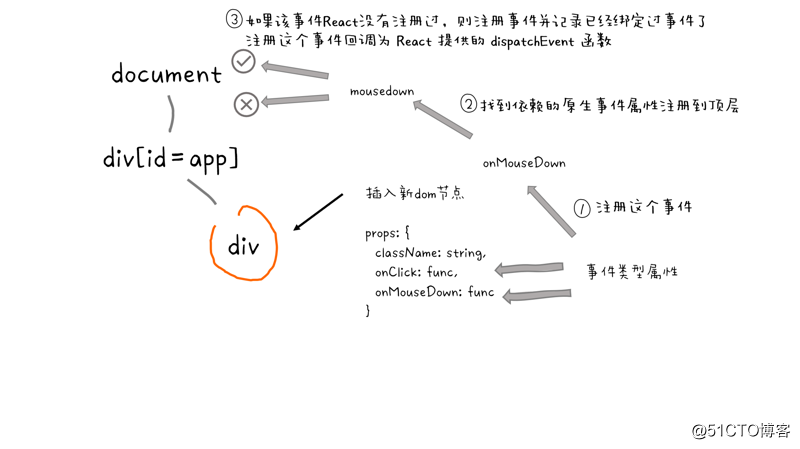 ③ 如果该事件React没有注册过，则注册事件并记录已经绑定过事件了
注册这个事件回调为 React 提供的 dispatchEvent 函数
document
mousedown
② 找到依赖的原生事件属性注册到顶层
div[id=app]
onMouseDown
插入新dom节点
① 注册这个事件
div
props: {
className: string,
onClick: func,
事件类型属性
onMouseDown: func
}
@51CTO博客